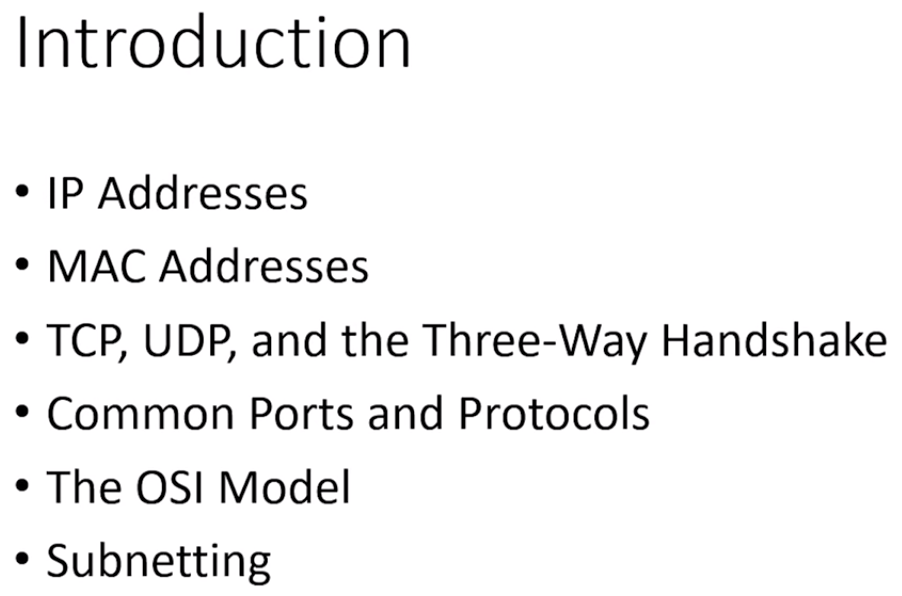 Introduction
• IP Addresses
• MAC Addresses
• TCP, UDP, and the Three-Way Handshake
• Common Ports and Protocols
• The OSI Model
• Subnetting